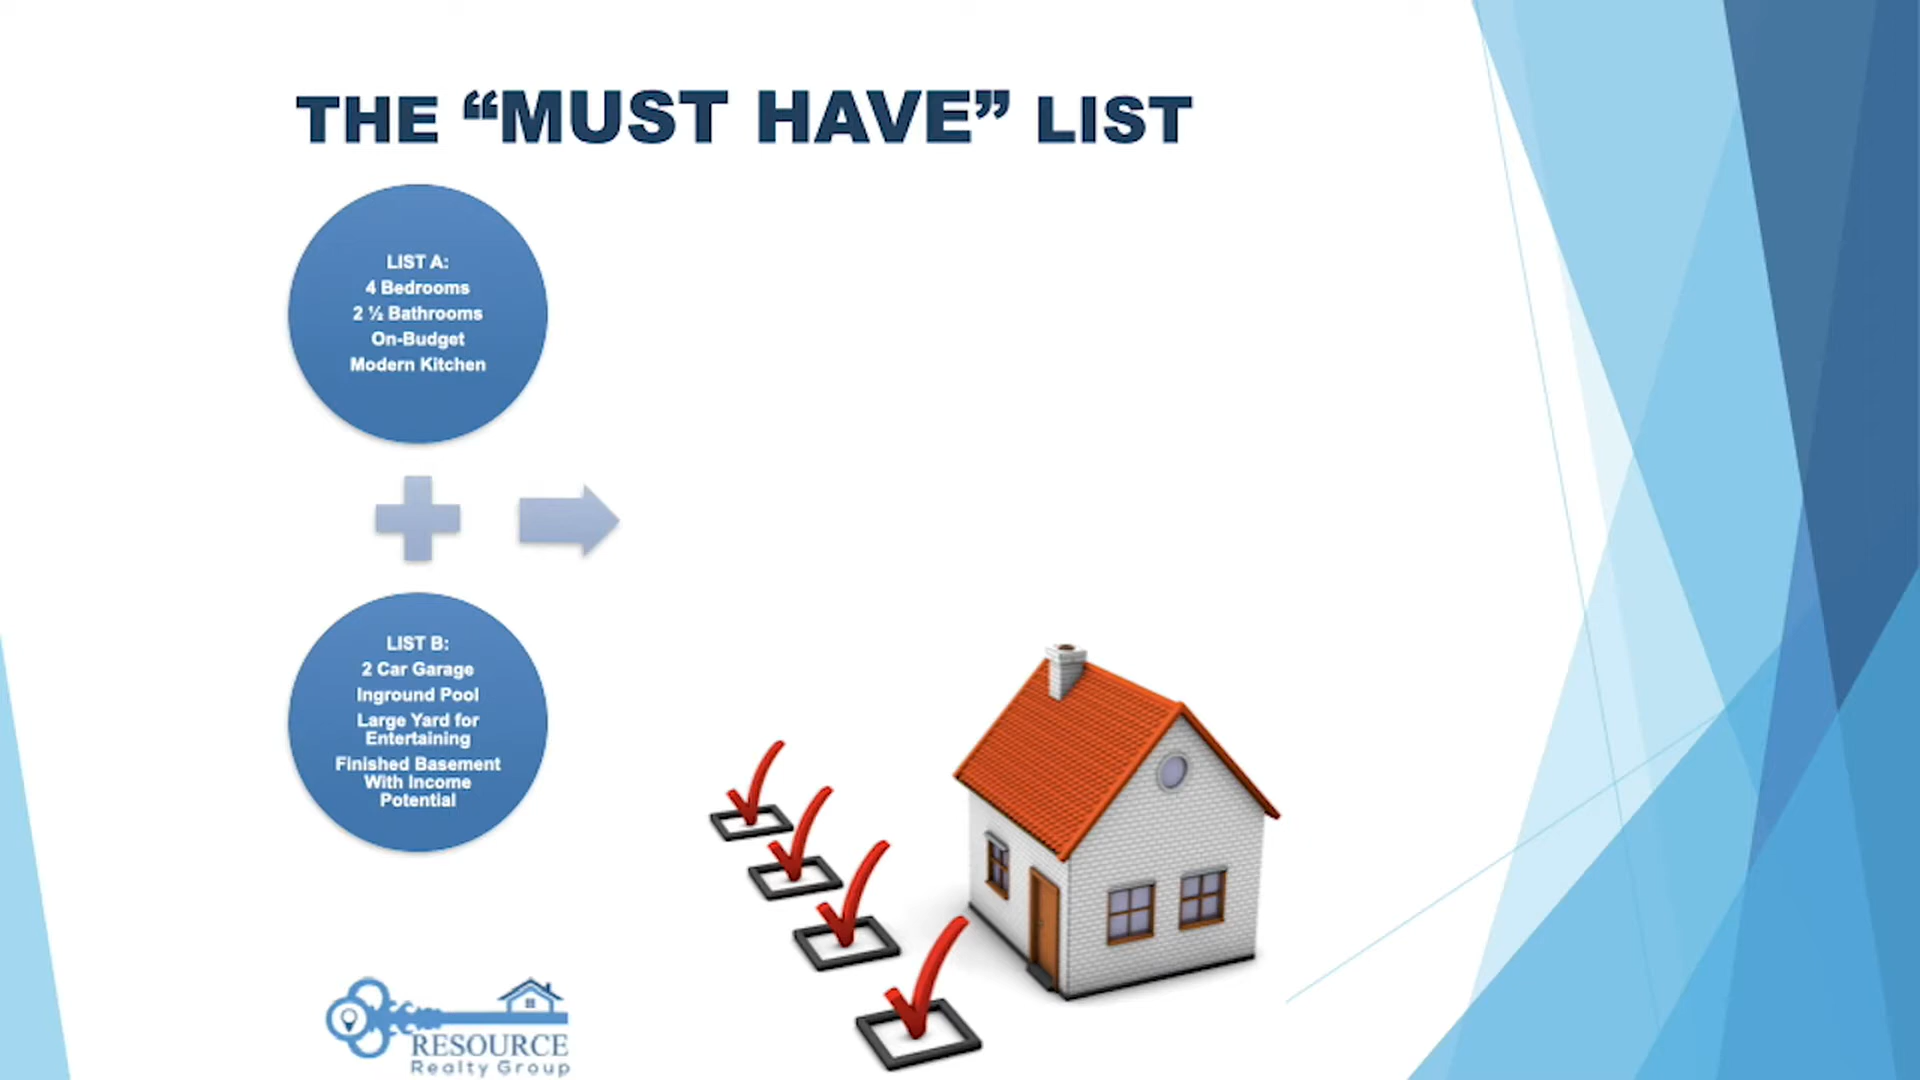 THE “MUST HAVE” LIST
LIST A:
4 Bedrooms
2 ½ Bathrooms
On-Budget
Modern Kitchen
LIST B:
2 Car Garage
Inground Pool
Large Yard for
Entertaining
Finished Basement
With Income
Potential
RESOURCE
Realty Group